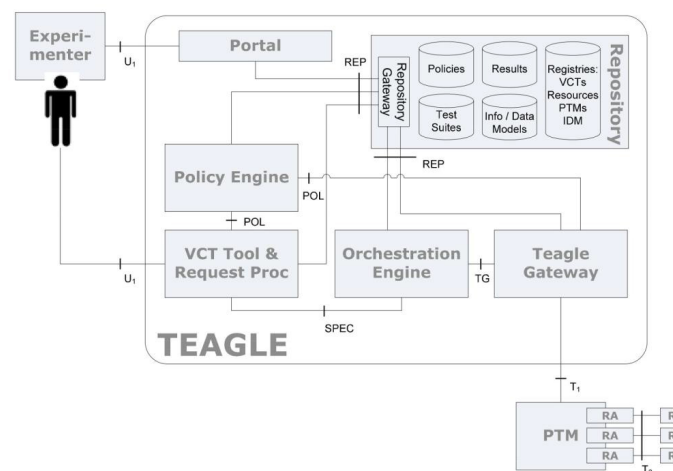 Experi-
menter
U1
Portal
REP
Repository
Gateway
Policies
Results
Registries:
VCTs
Resources
PTMs
IDM
Test
Suites
Info / Data
Models
Repository
REP
Policy Engine
POL
POL
VCT Tool &
Request Proc
U1
Orchestration
Engine
TG
Teagle
Gateway
SPEC
TEAGLE
T1
PTM
RA
RA
RA